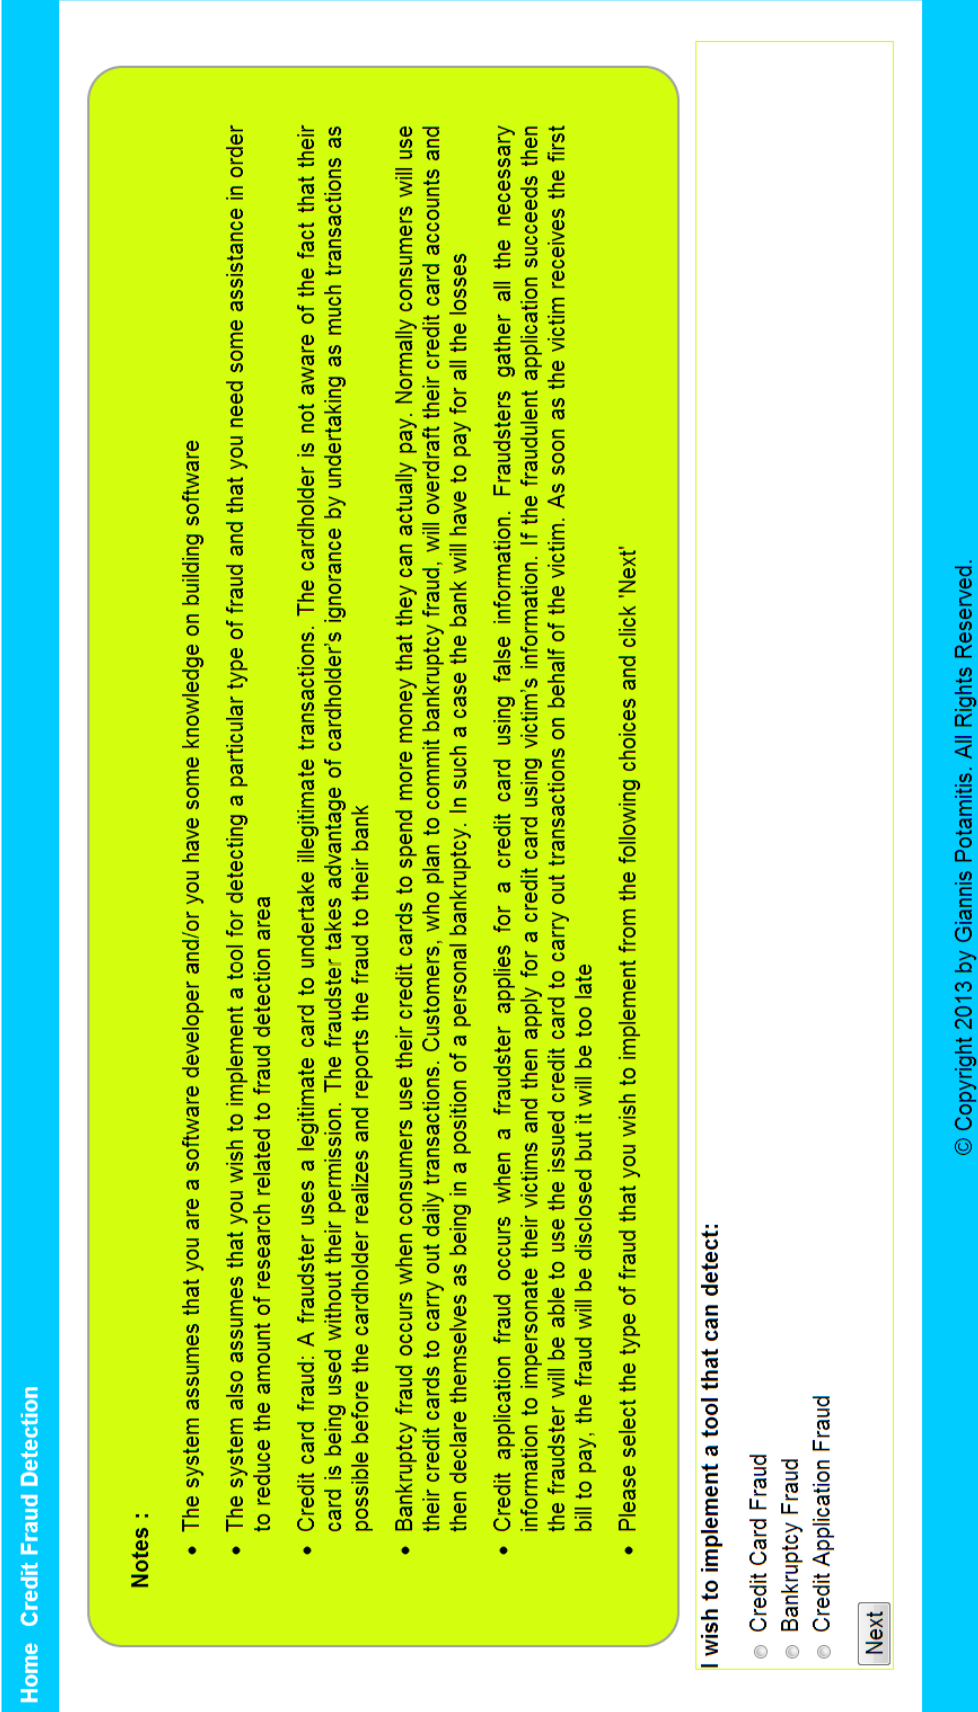 Home Credit Fraud Detection
Notes :
• The system assumes that you are a software developer and/or you have some knowledge on building software
• The system also assumes that you wish to implement a tool for detecting a particular type of fraud and that you need some assistance in order
to reduce the amount of research related to fraud detection area
• Credit card fraud: A fraudster uses a legitimate card to undertake illegitimate transactions. The cardholder is not aware of the fact that their
card is being used without their permission. The fraudster takes advantage of cardholder's ignorance by undertaking as much transactions as
possible before the cardholder realizes and reports the fraud to their bank
• Bankruptcy fraud occurs when consumers use their credit cards to spend more money that they can actually pay. Normally consumers will use
their credit cards to carry out daily transactions. Customers, who plan to commit bankruptcy fraud, will overdraft their credit card accounts and
then declare themselves as being in a position of a personal bankruptcy. In such a case the bank will have to pay for all the losses
• Credit application fraud occurs when a fraudster applies for a credit card using false information. Fraudsters gather all the necessary
information to impersonate their victims and then apply for a credit card using victim's information. If the fraudulent application succeeds then
the fraudster will be able to use the issued credit card to carry out transactions on behalf of the victim. As soon as the victim receives the first
bill to pay, the fraud will be disclosed but it will be too late
• Please select the type of fraud that you wish to implement from the following choices and click 'Next'
I wish to implement a tool that can detect:
Credit Card Fraud
Bankruptcy Fraud
Credit Application Fraud
Next
© Copyright 2013 by Giannis Potamitis. All Rights Reserved.